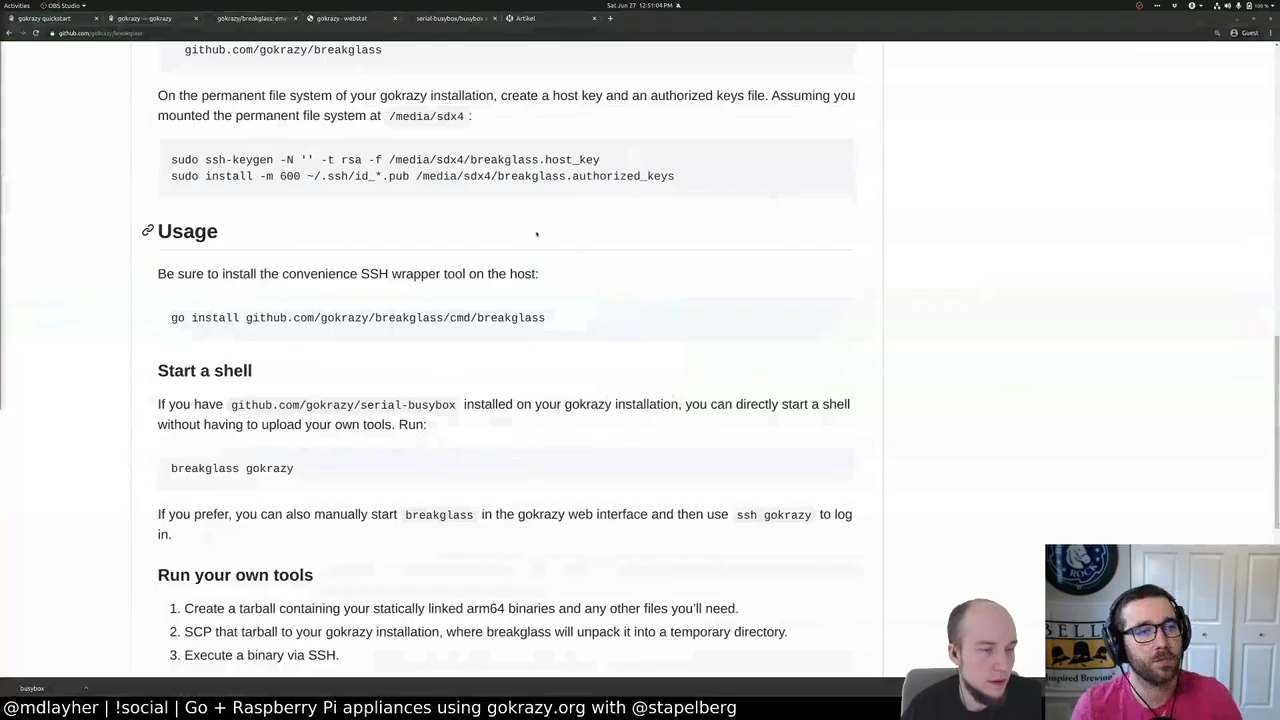 Activities
OBS Studio
Sat Jun 27 12:51:04
100 %
gokrazy quickstart
gokrazy — gokrazy
gokrazy/breakglass: eme
gokrazy - webstat
serial-busybox/busybox
Artikel
github.com/gokrazy/breakglass
Guest
github.com/gokrazy/breakglass
On the permanent file system of your gokrazy installation, create a host key and an authorized keys file. Assuming you
mounted the permanent file system at /media/sdx4 :
sudo ssh-keygen -N '' -t rsa -f /media/sdx4/breakglass.host_key
sudo install -m 600 ~/.ssh/id_*.pub /media/sdx4/breakglass.authorized_keys
Usage
Be sure to install the convenience SSH wrapper tool on the host:
go install github.com/gokrazy/breakglass/cmd/breakglass
Start a shell
If you have github.com/gokrazy/serial-busybox installed on your gokrazy installation, you can directly start a shell
without having to upload your own tools. Run:
breakglass gokrazy
If you prefer, you can also manually start breakglass in the gokrazy web interface and then use ssh gokrazy to log
in.
Run your own tools
1. Create a tarball containing your statically linked arm64 binaries and any other files you'll need.
2. SCP that tarball to your gokrazy installation, where breakglass will unpack it into a temporary directory.
3. Execute a binary via SSH.
busybox
BELL
nspired Brewing
@mdlayher | !social | Go + Raspberry Pi appliances using gokrazy.org with @stapelberg